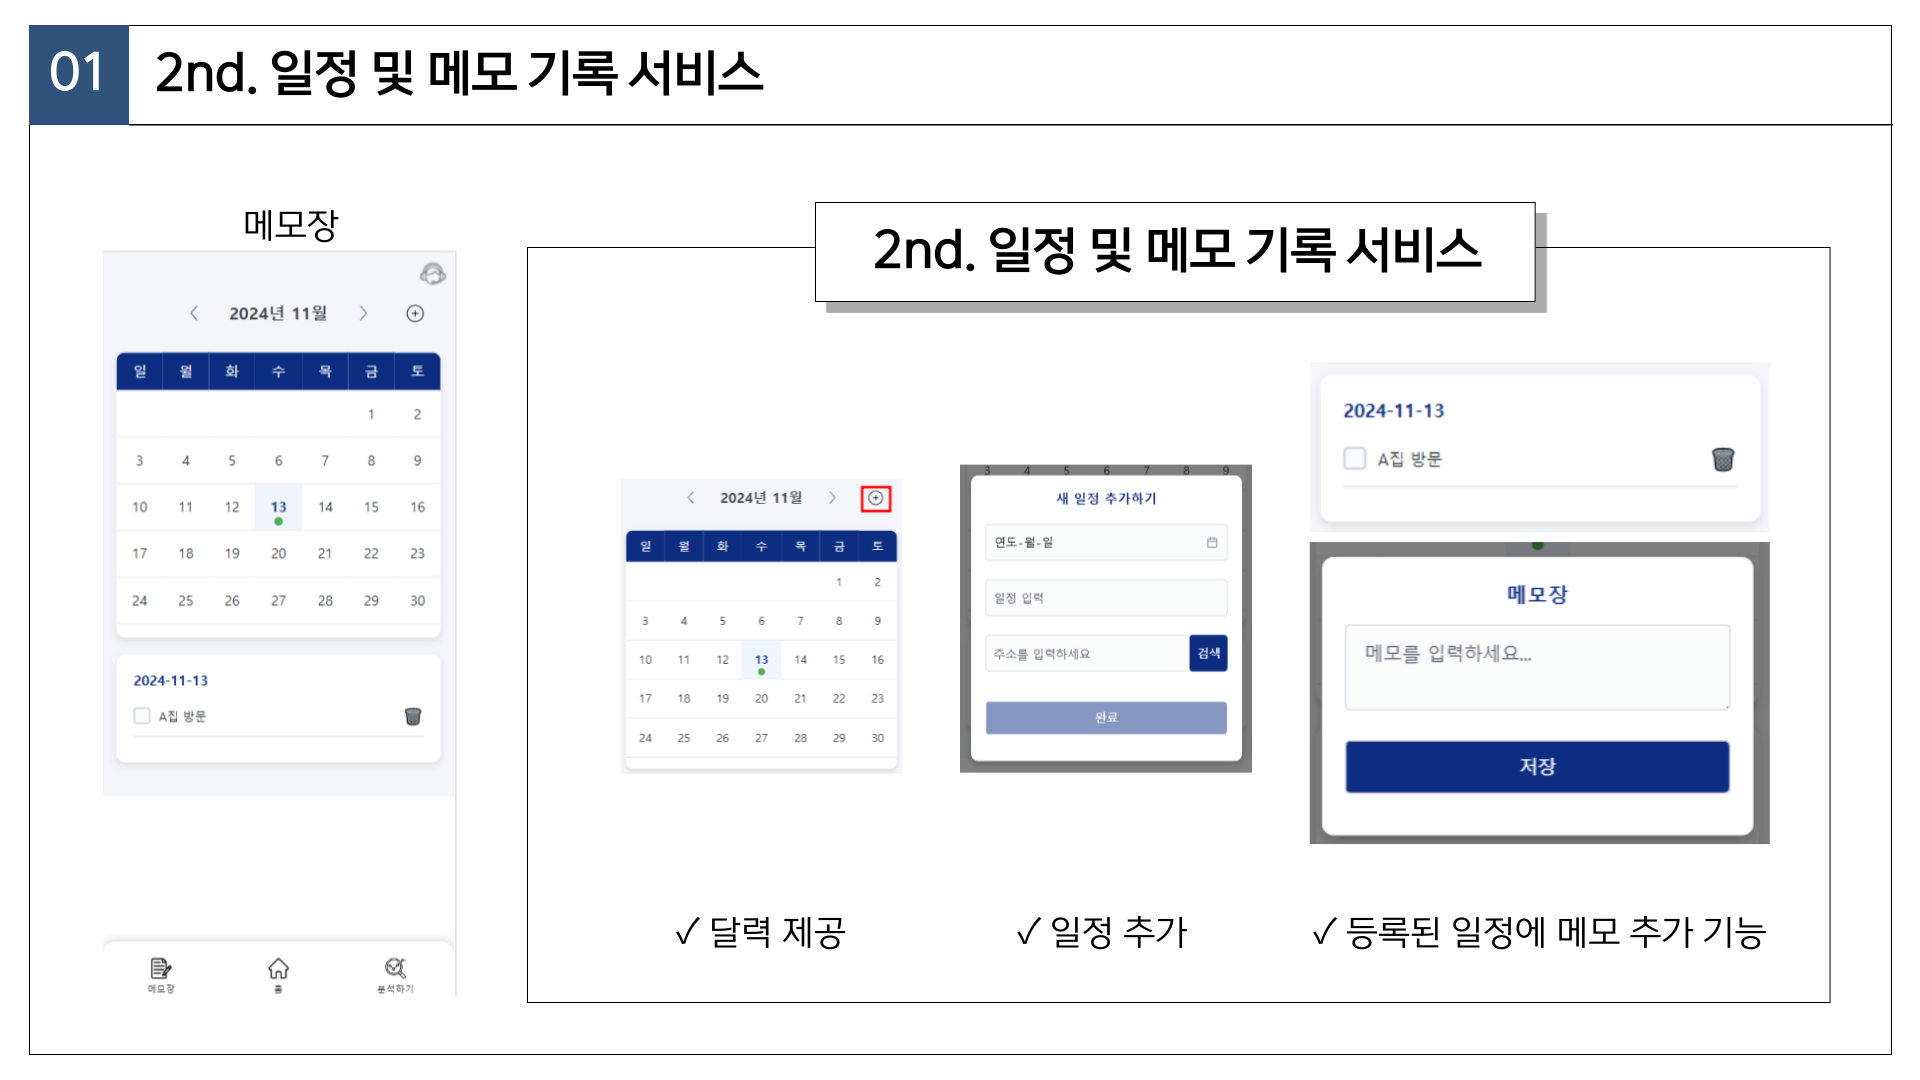 01
2nd. 일정 및 메모 기록 서비스
메모장
2024년 11월
일 월 화 수 목 금 토
1 2
3 4 5 6 7 8 9
10 11 12 13 14 15 16
17 18 19 20 21 22 23
24 25 26 27 28 29 30
2024-11-13
A집 방문
메모장 홈 분석하기
2nd. 일정 및 메모 기록 서비스
2024년 11월
일 월 화 수 목 금 토
1 2
3 4 5 6 7 8 9
10 11 12 13 14 15 16
17 18 19 20 21 22 23
24 25 26 27 28 29 30
✓ 달력 제공
3 4 5 6 7 8 9
새 일정 추가하기
연도-월-일
일정 입력
주소를 입력하세요 검색
완료
✓ 일정 추가
2024-11-13
A집 방문
메모장
메모를 입력하세요...
저장
✓ 등록된 일정에 메모 추가 기능